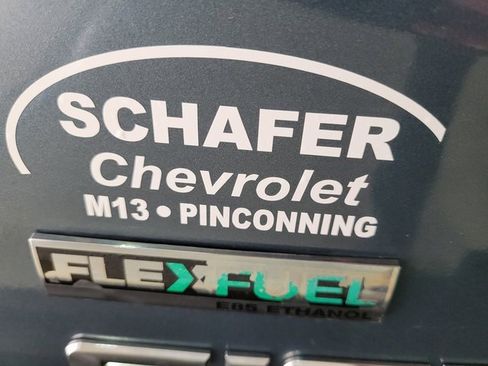 SCHAFER
Chevrolet
M13 • PINCONNING
FLEXFUEL
E85 ETHANOL